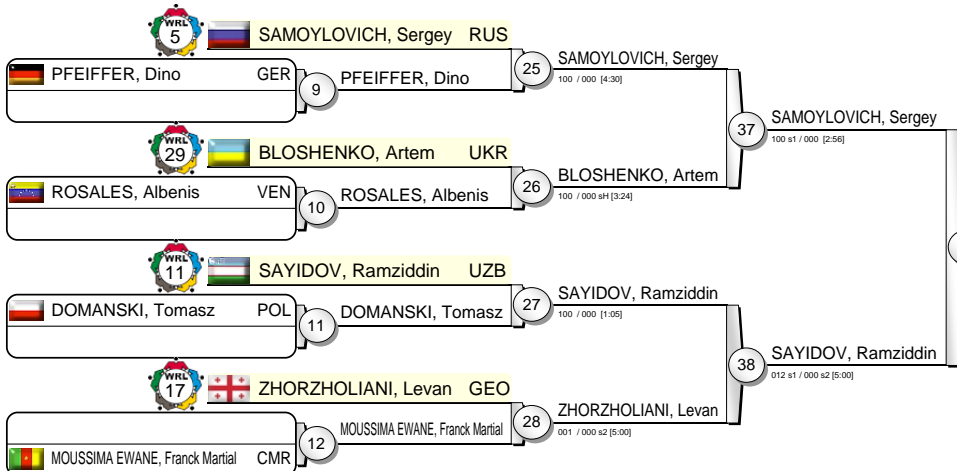 WRL 5 SAMOYLOVICH, Sergey RUS
PFEIFFER, Dino GER
9
PFEIFFER, Dino
25
SAMOYLOVICH, Sergey
100 / 000 [4:30]
WRL 29 BLOSHENKO, Artem UKR
ROSALES, Albenis VEN
10
ROSALES, Albenis
26
BLOSHENKO, Artem
100 / 000 sH [3:24]
37
SAMOYLOVICH, Sergey
100 s1 / 000 [2:56]
WRL 11 SAYIDOV, Ramziddin UZB
DOMANSKI, Tomasz POL
11
DOMANSKI, Tomasz
27
SAYIDOV, Ramziddin
100 / 000 [1:05]
WRL 17 ZHORZHOLIANI, Levan GEO
MOUSSIMA EWANE, Franck Martial CMR
12
MOUSSIMA EWANE, Franck Martial
28
ZHORZHOLIANI, Levan
001 / 000 s2 [5:00]
38
SAYIDOV, Ramziddin
012 s1 / 000 s2 [5:00]